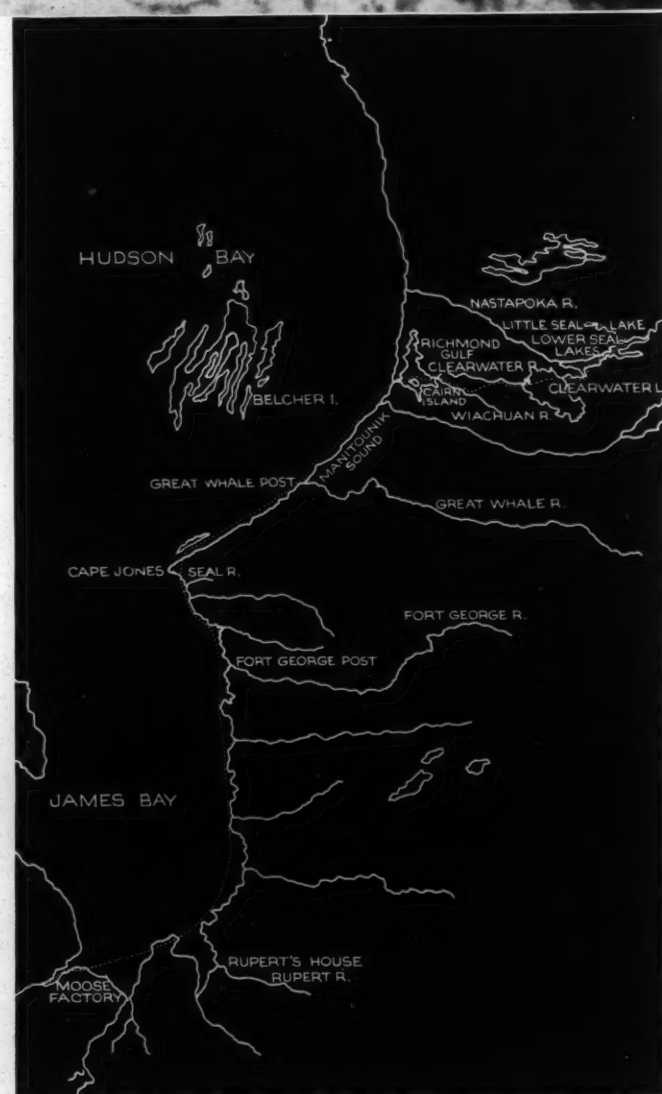 HUDSON BAY
NASTAPOKA R.
LITTLE SEAL LAKE
LOWER SEAL
LAKES
RICHMOND
GULF
CLEARWATER R.
CAIRN
ISLAND
CLEARWATER L.
BELCHER I.
WIACHUAN R.
MANITOUNIK
SOUND
GREAT WHALE POST
GREAT WHALE R.
CAPE JONES
SEAL R.
FORT GEORGE R.
FORT GEORGE POST
JAMES BAY
RUPERT'S HOUSE
RUPERT R.
MOOSE
FACTORY